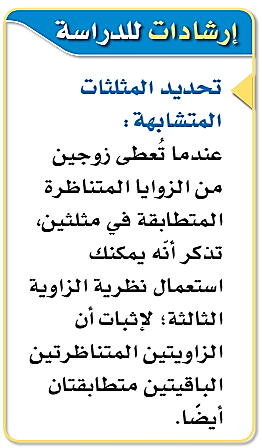 إرشادات للدراسة
تحديد المثلثات
المتشابهة :
عندما تُعطى زوجين
من الزوايا المتناظرة
المتطابقة في مثلثين،
تذكر أنّه يمكنك
استعمال نظرية الزاوية
الثالثة؛ لإثبات أن
الزاويتين المتناظرتين
الباقيتين متطابقتان
أيضًا.